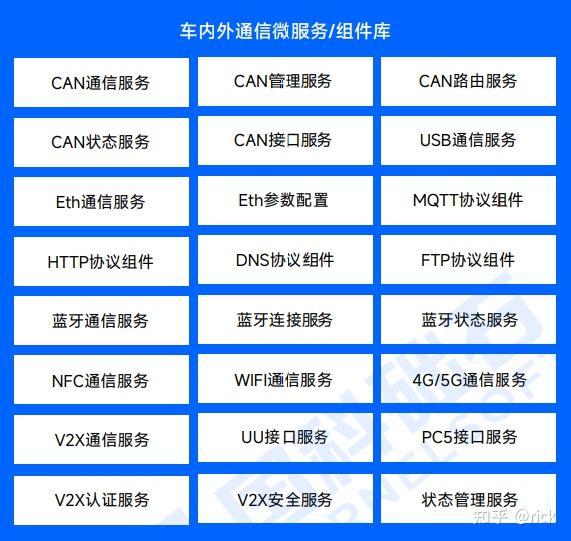 车内外通信微服务/组件库
CAN通信服务
CAN管理服务
CAN路由服务
CAN状态服务
CAN接口服务
USB通信服务
Eth通信服务
Eth参数配置
MQTT协议组件
HTTP协议组件
DNS协议组件
FTP协议组件
蓝牙通信服务
蓝牙连接服务
蓝牙状态服务
NFC通信服务
WIFI通信服务
4G/5G通信服务
V2X通信服务
UU接口服务
PC5接口服务
V2X认证服务
V2X安全服务
状态管理服务
知乎 @rick